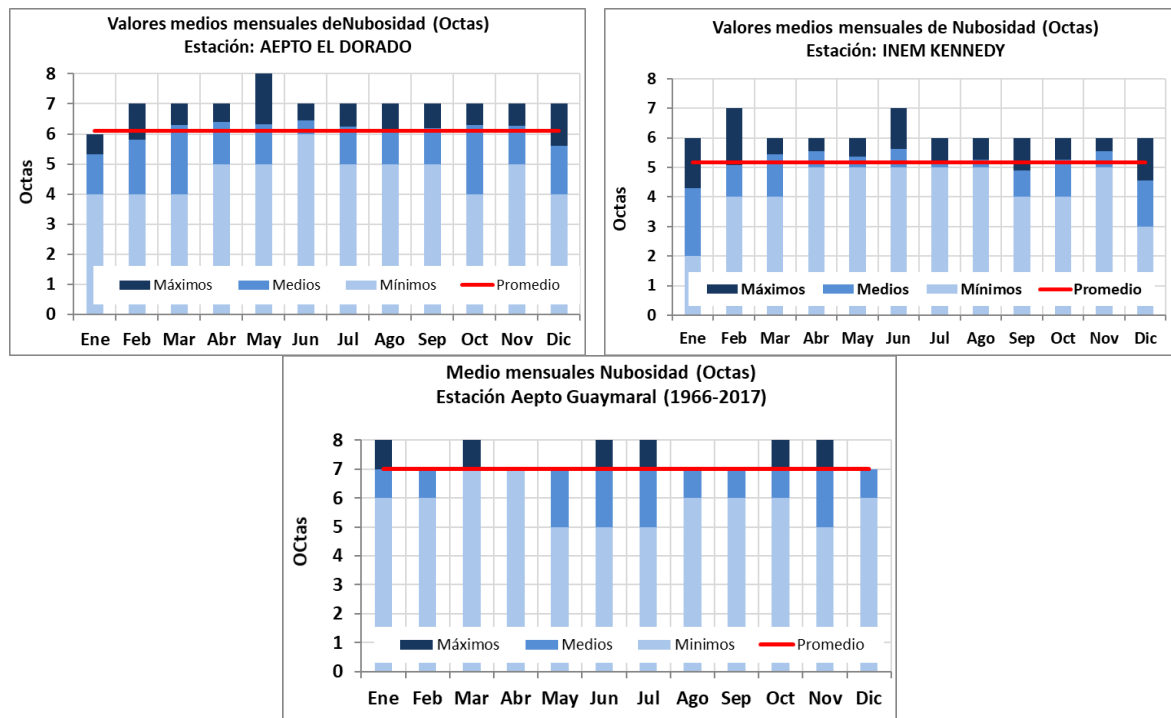 Valores medios mensuales deNubosidad (Octas)
Estación: AEPTO EL DORADO
Octas
8
7
6
5
4
3
2
1
0
Máximos Medios Mínimos Promedio
Ene Feb Mar Abr May Jun Jul Ago Sep Oct Nov Dic
Valores medios mensuales de Nubosidad (Octas)
Estación: INEM KENNEDY
Octas
8
7
6
5
4
3
2
1
0
Máximos Medios Mínimos Promedio
Ene Feb Mar Abr May Jun Jul Ago Sep Oct Nov Dic
Medio mensuales Nubosidad (Octas)
Estación Aepto Guaymaral (1966-2017)
OCtas
8
7
6
5
4
3
2
1
0
Máximos Medios Minimos Promedio
Ene Feb Mar Abr May Jun Jul Ago Sep Oct Nov Dic